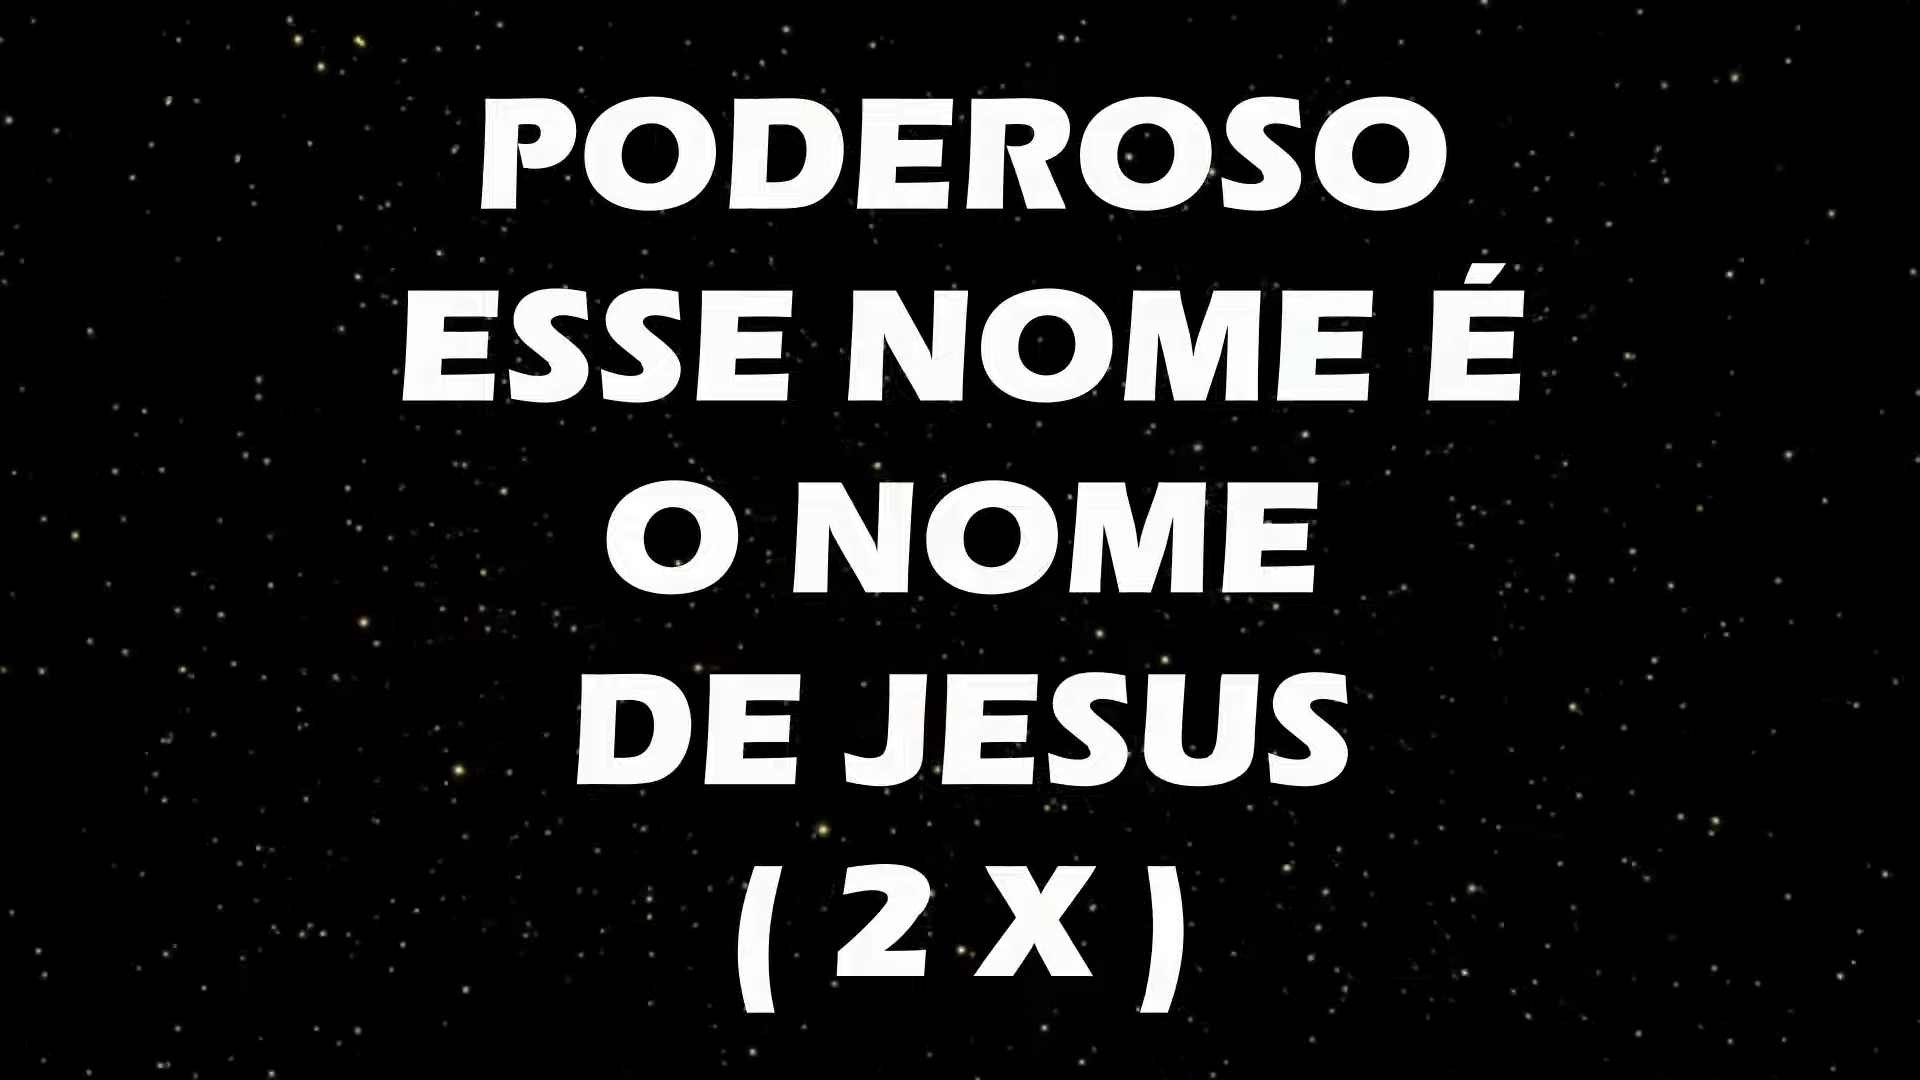 PODEROSO
ESSE NOME É
O NOME
DE JESUS
( 2 X )